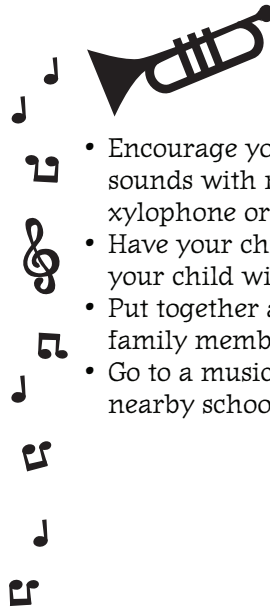 • Encourage yo
sounds with
xylophone or
• Have your ch
your child wi
• Put together a
family memb
• Go to a music
nearby schoo